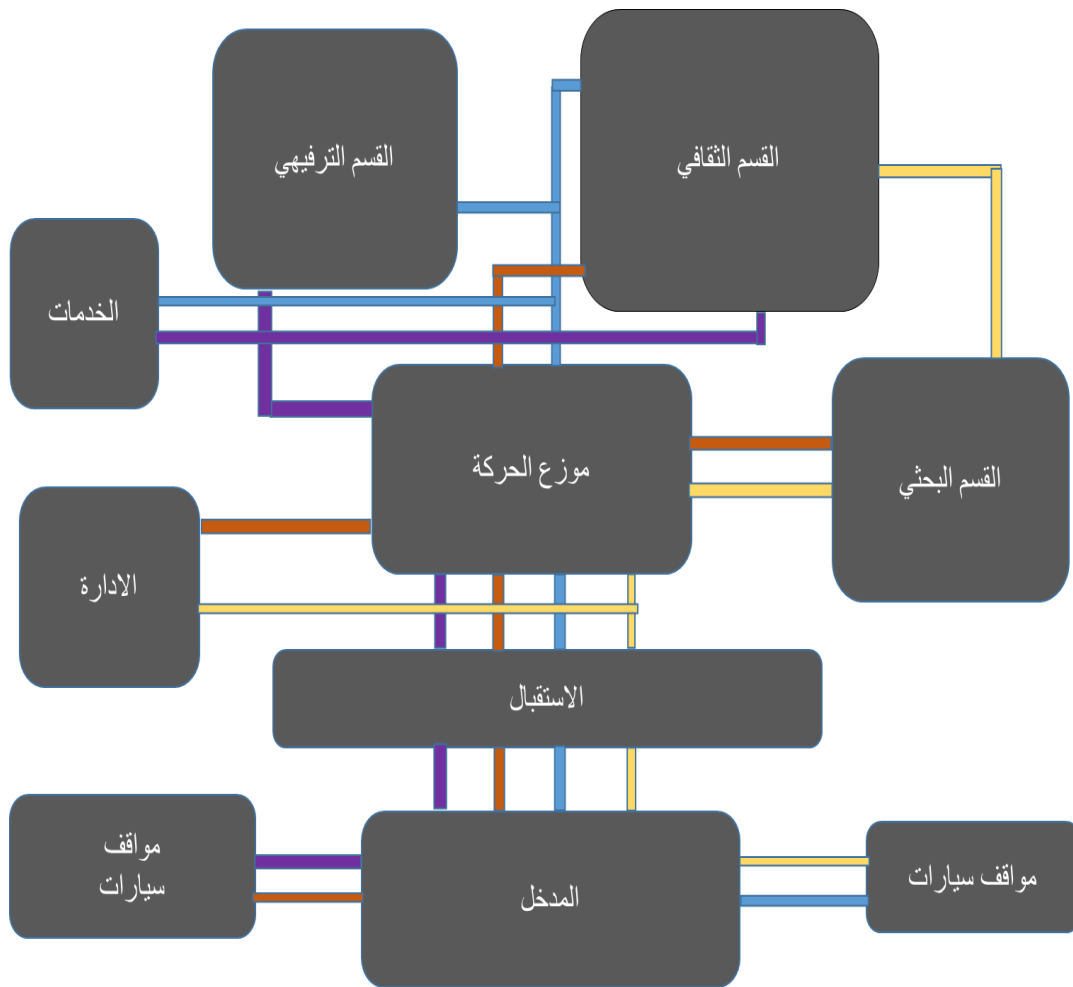 القسم الثقافي
القسم الترفيهي
الخدمات
موزع الحركة
القسم البحثي
الادارة
الاستقبال
مواقف سيارات
المدخل
مواقف
سيارات